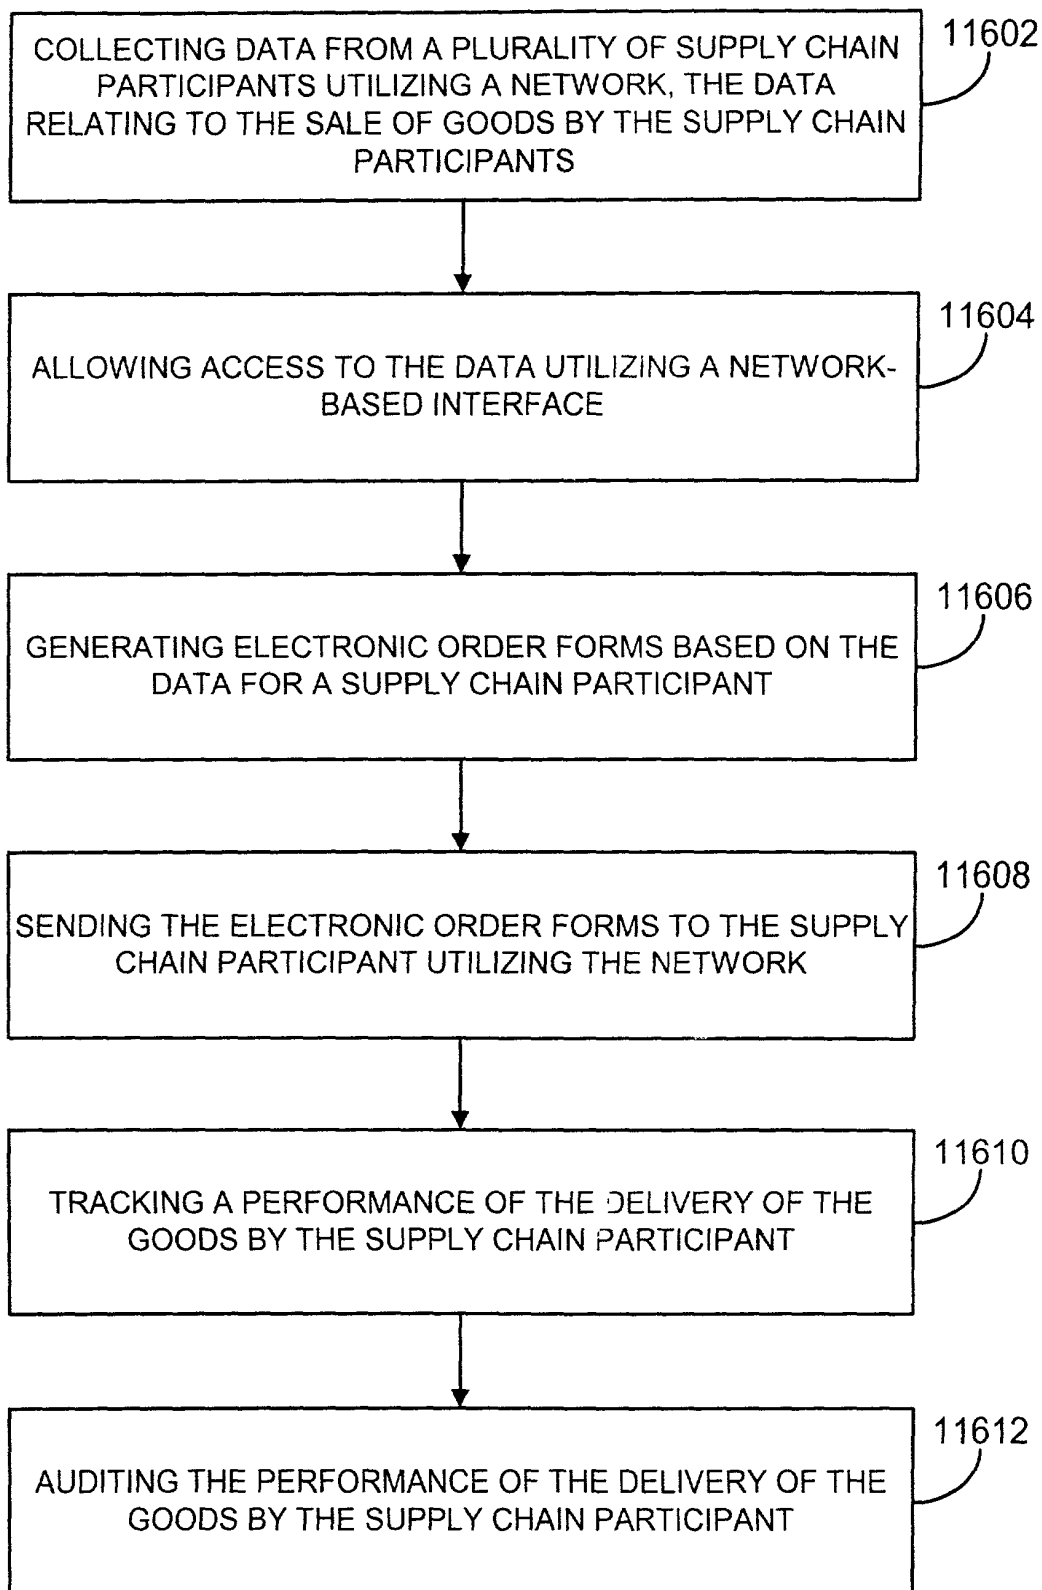 COLLECTING DATA FROM A PLURALITY OF SUPPLY CHAIN
PARTICIPANTS UTILIZING A NETWORK, THE DATA
RELATING TO THE SALE OF GOODS BY THE SUPPLY CHAIN
PARTICIPANTS
11602
ALLOWING ACCESS TO THE DATA UTILIZING A NETWORK-
BASED INTERFACE
11604
GENERATING ELECTRONIC ORDER FORMS BASED ON THE
DATA FOR A SUPPLY CHAIN PARTICIPANT
11606
SENDING THE ELECTRONIC ORDER FORMS TO THE SUPPLY
CHAIN PARTICIPANT UTILIZING THE NETWORK
11608
TRACKING A PERFORMANCE OF THE DELIVERY OF THE
GOODS BY THE SUPPLY CHAIN PARTICIPANT
11610
AUDITING THE PERFORMANCE OF THE DELIVERY OF THE
GOODS BY THE SUPPLY CHAIN PARTICIPANT
11612